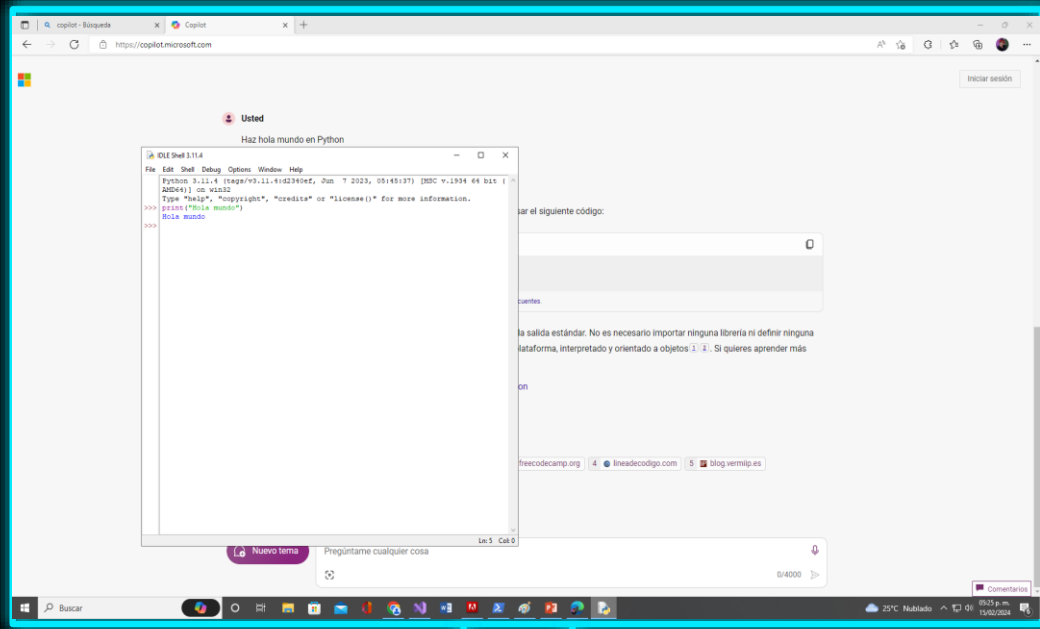 copilot - Búsqueda
Copilot
https://copilot.microsoft.com
Iniciar sesión
Usted
Haz hola mundo en Python
IDLE Shell 3.11.4
File Edit Shell Debug Options Window Help
Python 3.11.4 (tags/v3.11.4:d2340ef, Jun 7 2023, 05:45:37) [MSC v.1934 64 bit (
AMD64)] on win32
Type "help", "copyright", "credits" or "license()" for more information.
>>> print("Hola mundo")
Hola mundo
>>>
Ln: 5 Col: 0
sar el siguiente código:
cuentes.
la salida estándar. No es necesario importar ninguna librería ni definir ninguna
lataforma, interpretado y orientado a objetos 1 2 . Si quieres aprender más
on
freecodecamp.org 4 lineadecodigo.com 5 blog.vermiip.es
Nuevo tema
Pregúntame cualquier cosa
0/4000
Comentarios
Buscar
25°C Nublado
05:25 p. m.
15/02/2024